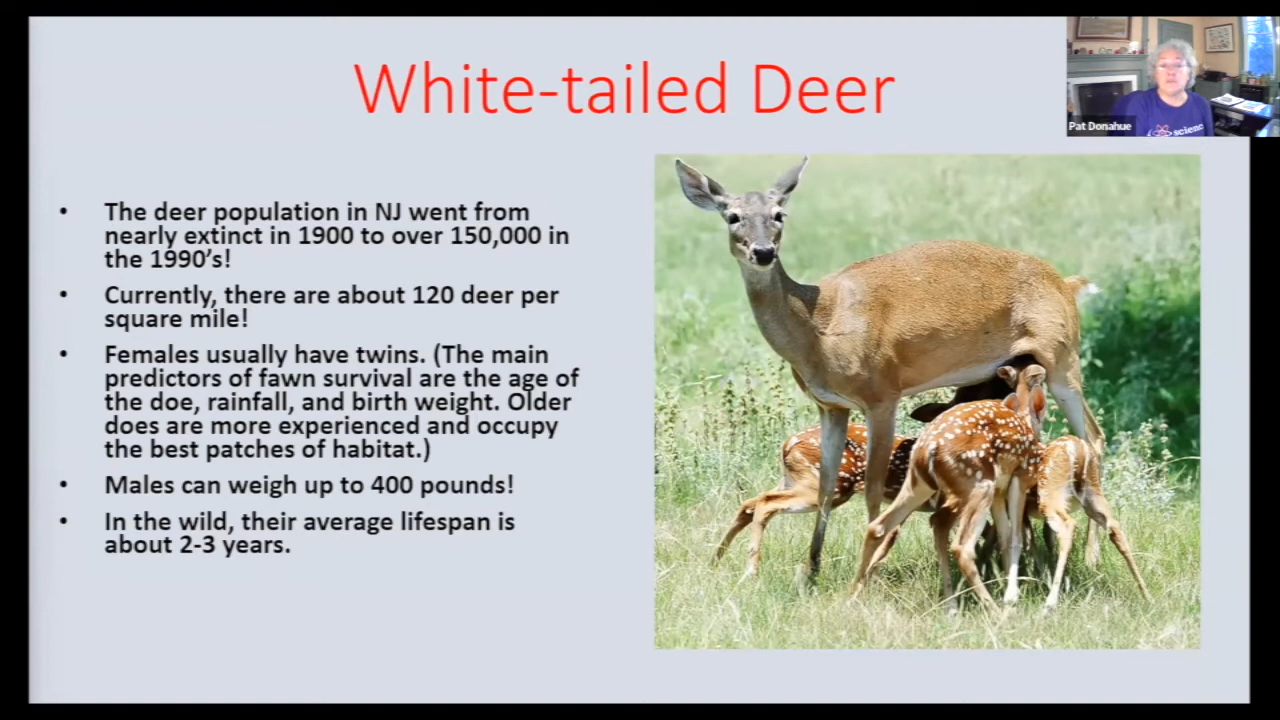 White-tailed Deer
Pat Donahue
science
• The deer population in NJ went from
nearly extinct in 1900 to over 150,000 in
the 1990’s!
• Currently, there are about 120 deer per
square mile!
• Females usually have twins. (The main
predictors of fawn survival are the age of
the doe, rainfall, and birth weight. Older
does are more experienced and occupy
the best patches of habitat.)
• Males can weigh up to 400 pounds!
• In the wild, their average lifespan is
about 2-3 years.